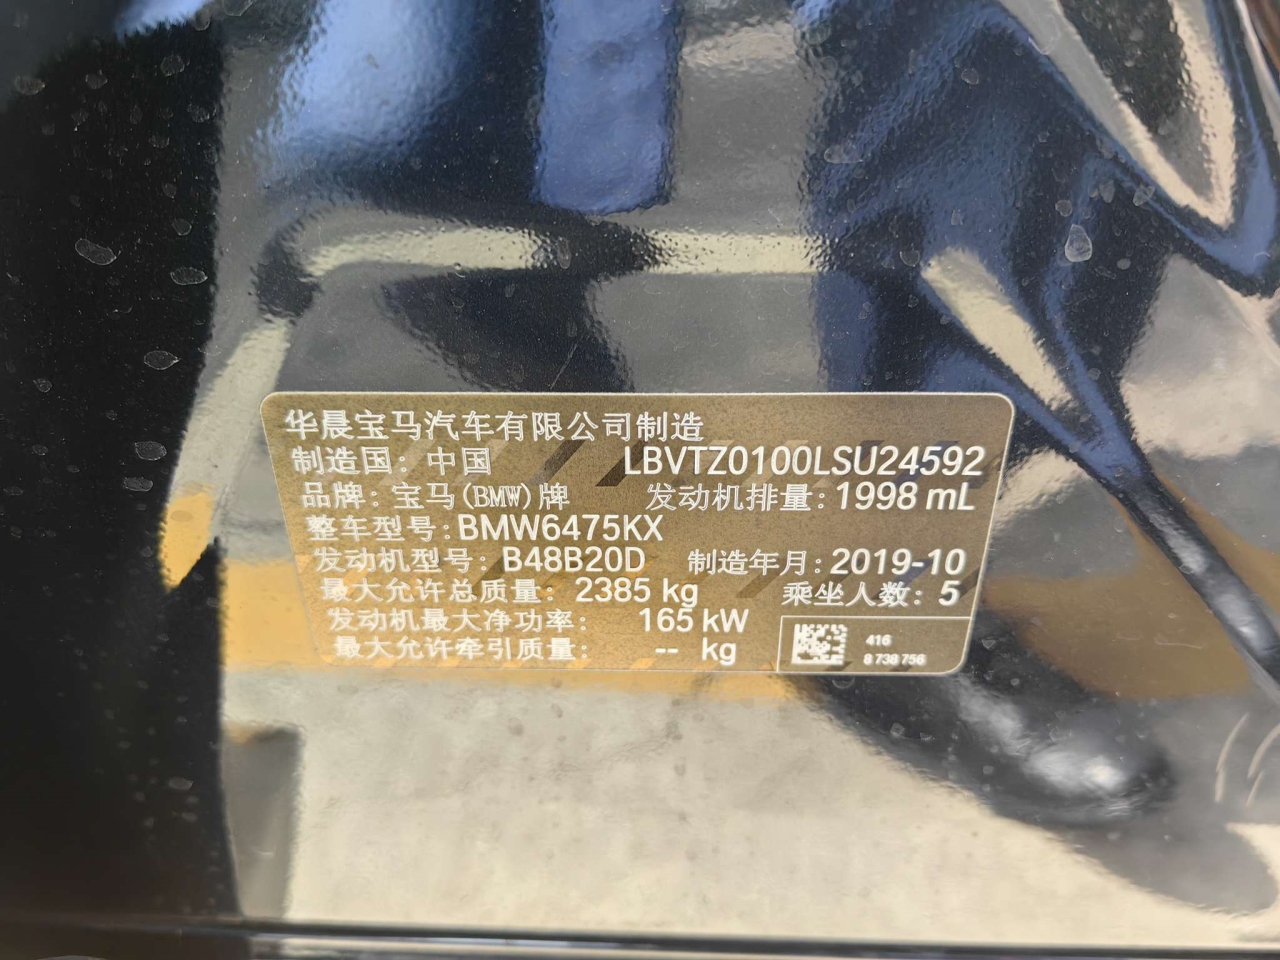 华晨宝马汽车有限公司制造
制造国：中国 LBVTZ0100LSU24592
品牌：宝马(BMW)牌 发动机排量：1998 mL
整车型号：BMW6475KX
发动机型号：B48B20D 制造年月：2019-10
最大允许总质量：2385 kg 乘坐人数：5
发动机最大净功率： 165 kW
最大允许牵引质量： -- kg
416
8 738 756